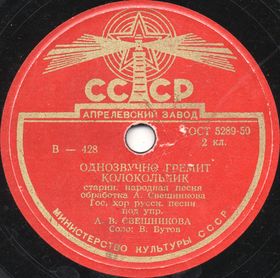 СССР
АПРЕЛЕВСКИЙ ЗАВОД
ГОСТ 5289-50
В — 428
2 кл.
ОДНОЗВУЧНО ГРЕМИТ
КОЛОКОЛЬЧИК
старин. народная песня
обработка А. Свешникова
Гос. хор русск. песни
под упр.
А. В. СВЕШНИКОВА
Соло: В. Бутов
МИНИСТЕРСТВО КУЛЬТУРЫ СССР